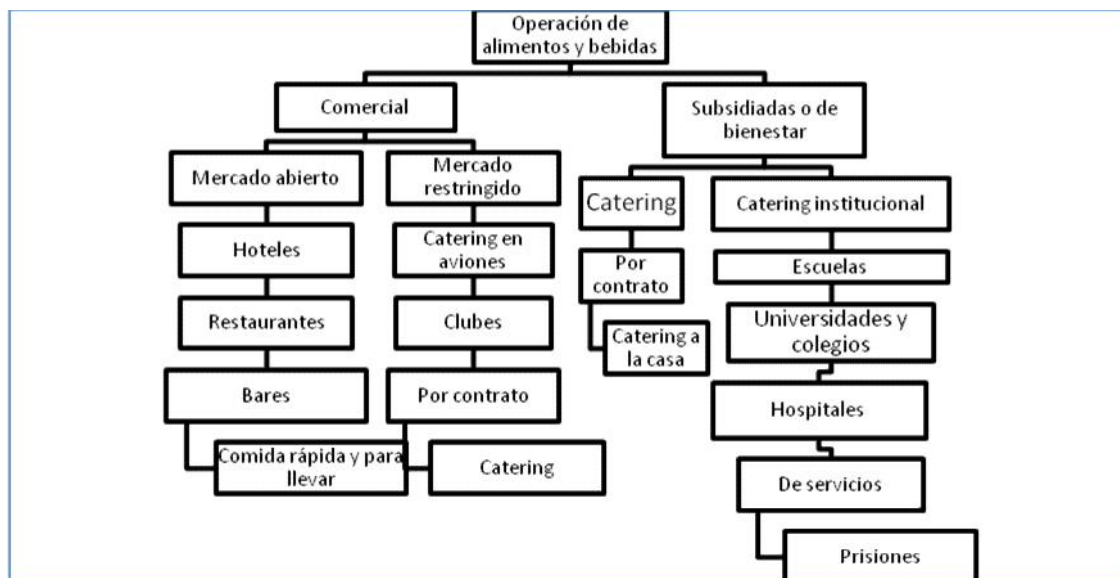 Operación de
alimentos y bebidas
Comercial
Subsidiadas o de
bienestar
Mercado abierto
Mercado
restringido
Catering
Catering institucional
Hoteles
Catering en
aviones
Por
contrato
Escuelas
Restaurantes
Clubes
Catering a
la casa
Universidades y
colegios
Bares
Por contrato
Hospitales
Comida rápida y para
llevar
Catering
De servicios
Prisiones